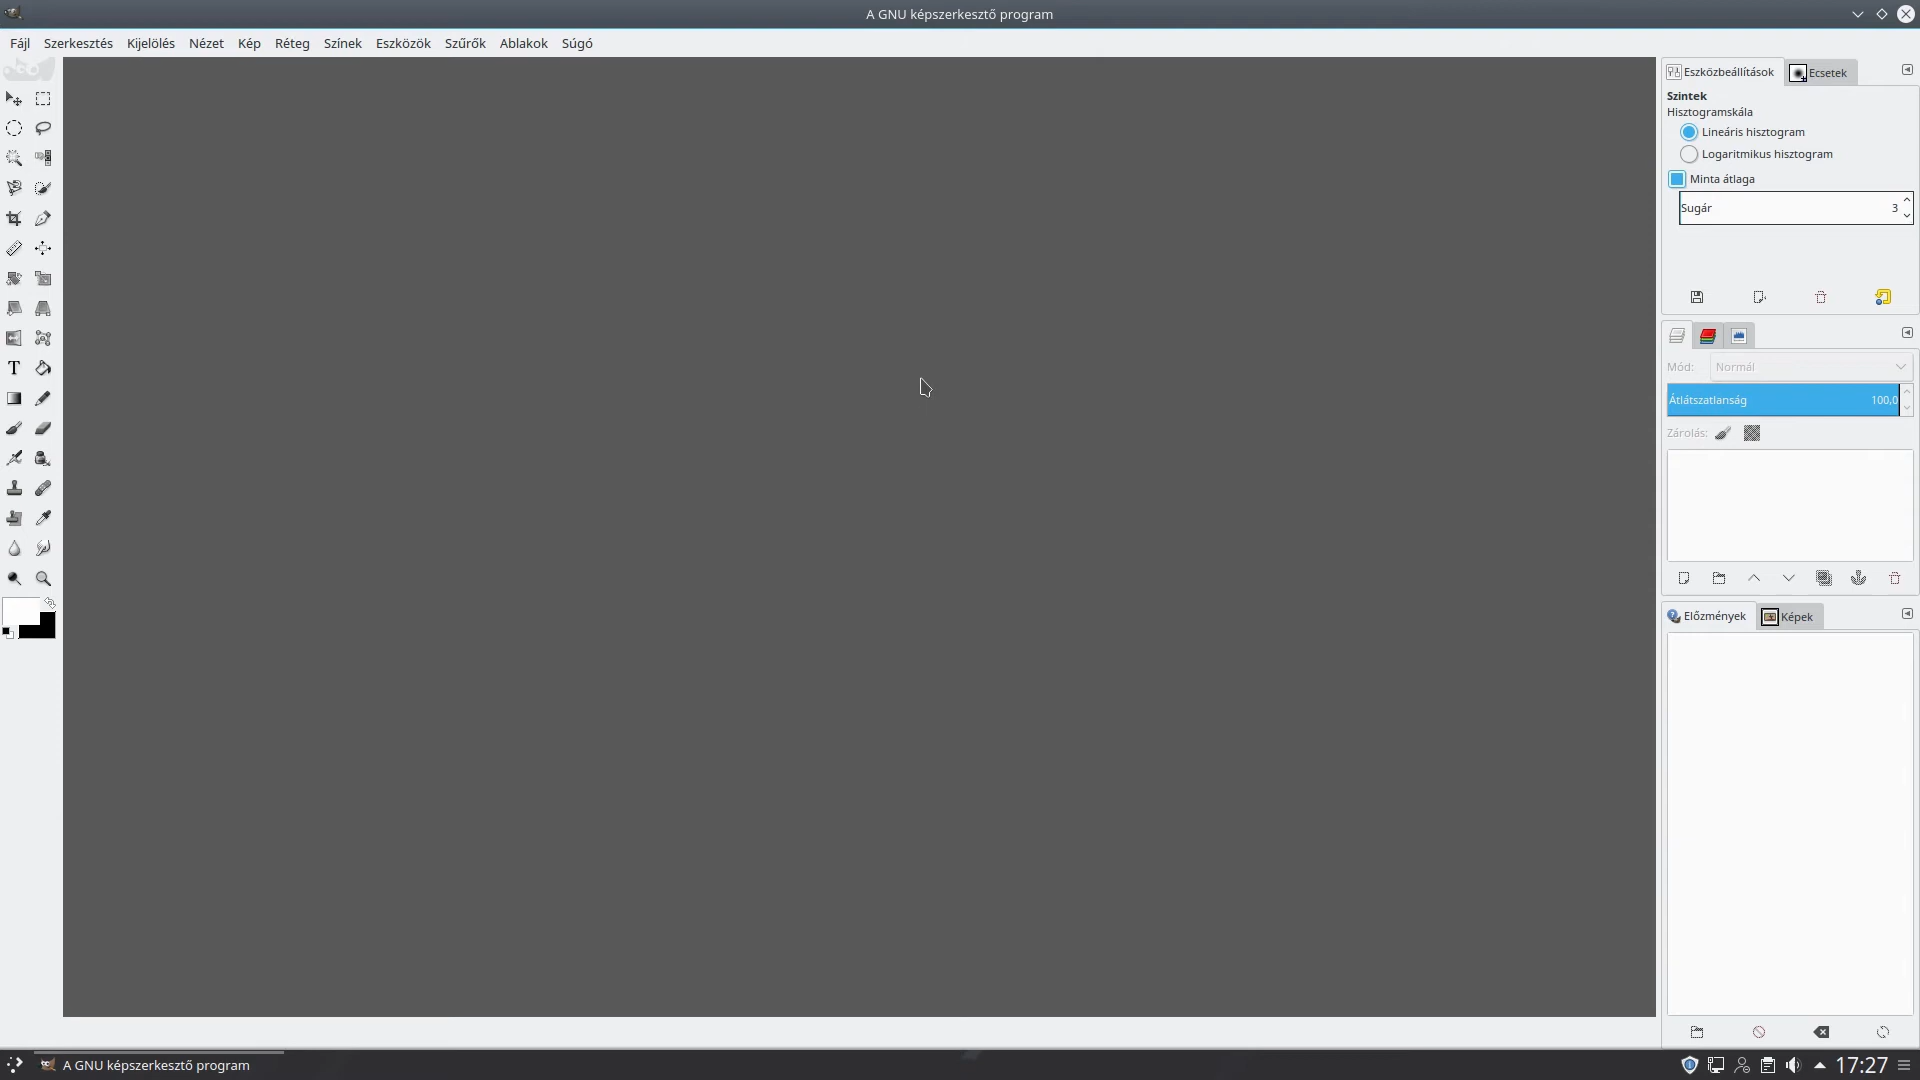 A GNU képszerkesztő program
Fájl Szerkesztés Kijelölés Nézet Kép Réteg Színek Eszközök Szűrők Ablakok Súgó
Eszközbeállítások Ecsetek
Szintek
Hisztogramskála
Lineáris hisztogram
Logaritmikus hisztogram
Minta átlaga
Sugár 3
Mód: Normál
Átlátszatlanság 100,0
Zárolás:
Előzmények Képek
A GNU képszerkesztő program 17:27